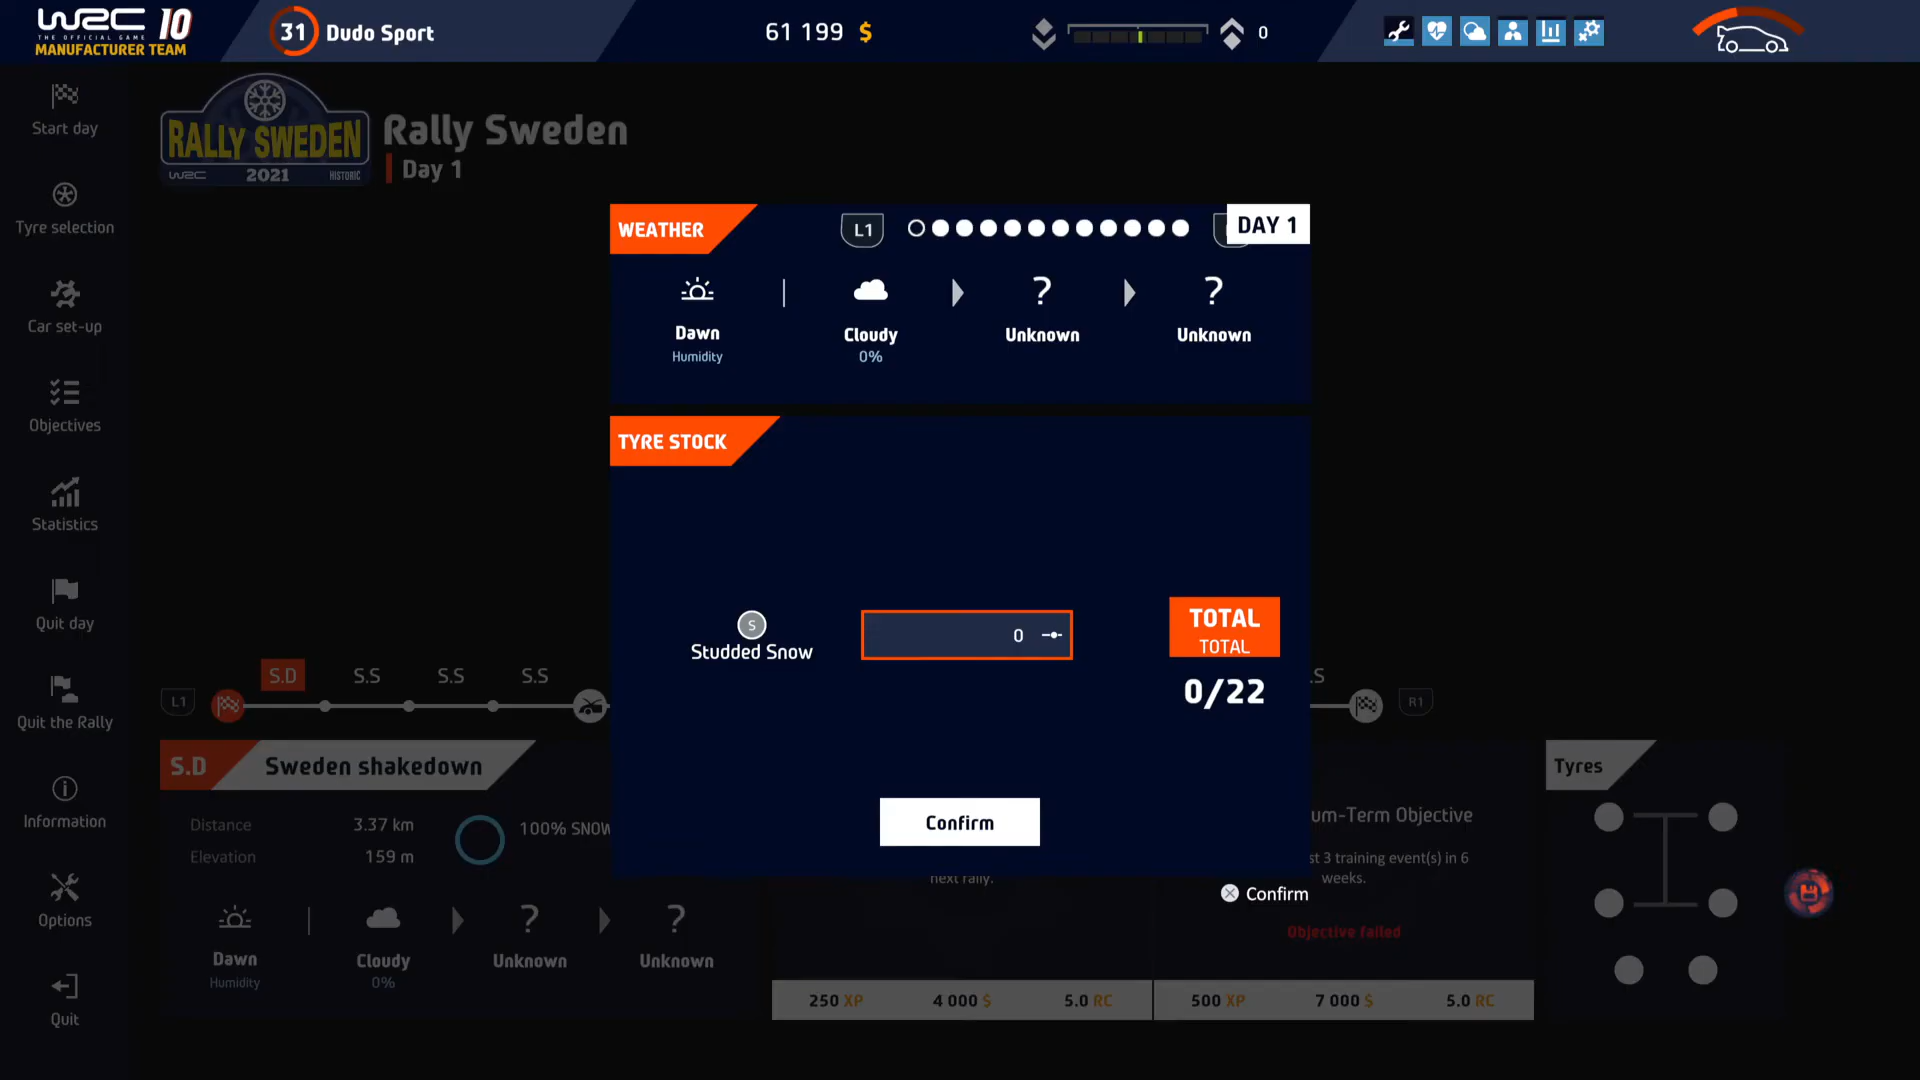 WRC 10
THE OFFICIAL GAME
MANUFACTURER TEAM
31 Dudo Sport
61 199 $
0
Start day
Tyre selection
Car set-up
Objectives
Statistics
Quit day
Quit the Rally
Information
Options
Quit
RALLY SWEDEN
WRC 2021 HISTORIC
Rally Sweden
Day 1
WEATHER
L1
DAY 1
Dawn
Humidity
Cloudy
0%
?
Unknown
?
Unknown
TYRE STOCK
S
Studded Snow
0
TOTAL
TOTAL
0/22
Confirm
Confirm
L1
S.D
S.S
S.S
S.S
.S
R1
S.D
Sweden shakedown
Distance 3.37 km
Elevation 159 m
100% SNOW
Dawn
Humidity
Cloudy
0%
?
Unknown
?
Unknown
next rally.
250 XP 4 000 $ 5.0 RC
um-Term Objective
st 3 training event(s) in 6
weeks.
Objective failed
500 XP 7 000 $ 5.0 RC
Tyres